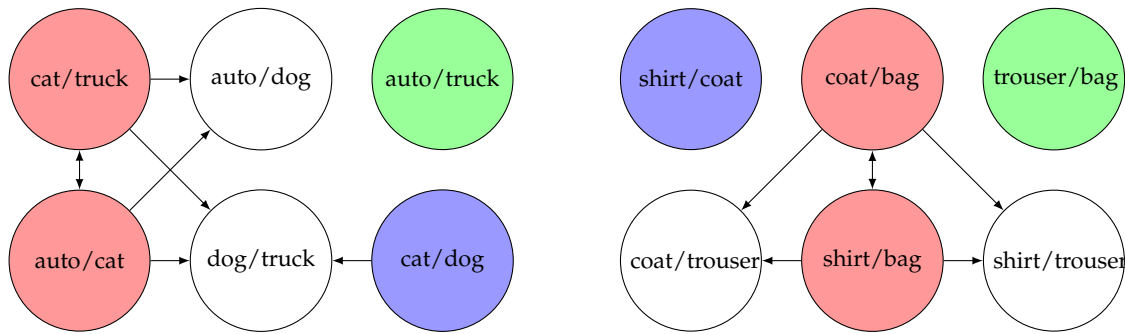 cat/truck
auto/dog
auto/truck
auto/cat
dog/truck
cat/dog
shirt/coat
coat/bag
trouser/bag
coat/trouser
shirt/bag
shirt/trouser